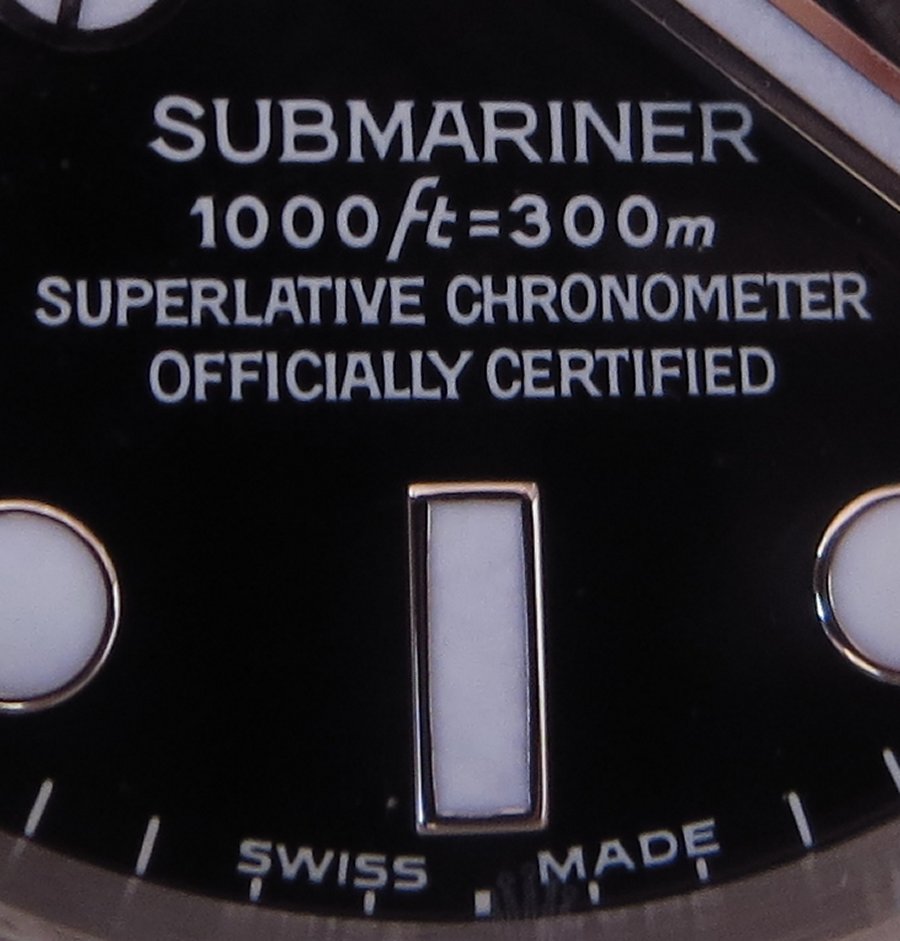 SUBMARINER
1000ft=300m
SUPERLATIVE CHRONOMETER
OFFICIALLY CERTIFIED
SWISS MADE